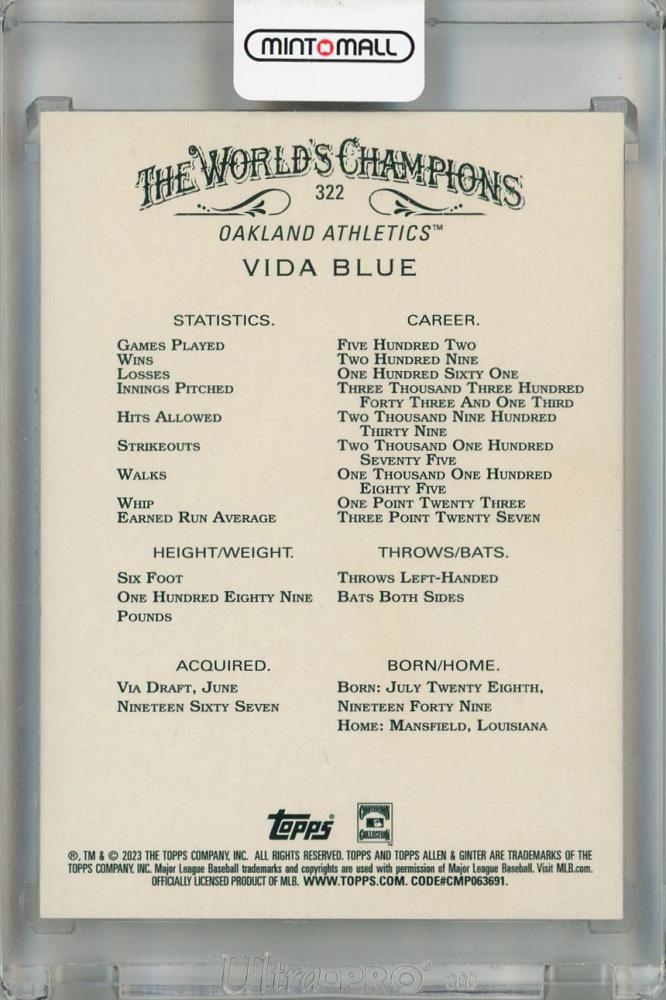 MINT MALL
THE WORLD'S CHAMPIONS
322
OAKLAND ATHLETICS™
VIDA BLUE
STATISTICS. CAREER.
GAMES PLAYED FIVE HUNDRED TWO
WINS TWO HUNDRED NINE
LOSSES ONE HUNDRED SIXTY ONE
INNINGS PITCHED THREE THOUSAND THREE HUNDRED
FORTY THREE AND ONE THIRD
HITS ALLOWED TWO THOUSAND NINE HUNDRED
THIRTY NINE
STRIKEOUTS TWO THOUSAND ONE HUNDRED
SEVENTY FIVE
WALKS ONE THOUSAND ONE HUNDRED
EIGHTY FIVE
WHIP ONE POINT TWENTY THREE
EARNED RUN AVERAGE THREE POINT TWENTY SEVEN
HEIGHT/WEIGHT. THROWS/BATS.
SIX FOOT THROWS LEFT-HANDED
ONE HUNDRED EIGHTY NINE BATS BOTH SIDES
POUNDS
ACQUIRED. BORN/HOME.
VIA DRAFT, JUNE BORN: JULY TWENTY EIGHTH,
NINETEEN SIXTY SEVEN NINETEEN FORTY NINE
HOME: MANSFIELD, LOUISIANA
Topps® COOPERSTOWN COLLECTION
®, TM & © 2023 THE TOPPS COMPANY, INC. ALL RIGHTS RESERVED. TOPPS AND TOPPS ALLEN & GINTER ARE TRADEMARKS OF THE
TOPPS COMPANY, INC. Major League Baseball trademarks and copyrights are used with permission of Major League Baseball. Visit MLB.com.
OFFICIALLY LICENSED PRODUCT OF MLB. WWW.TOPPS.COM. CODE#CMP063691.
Ultra•PRO®